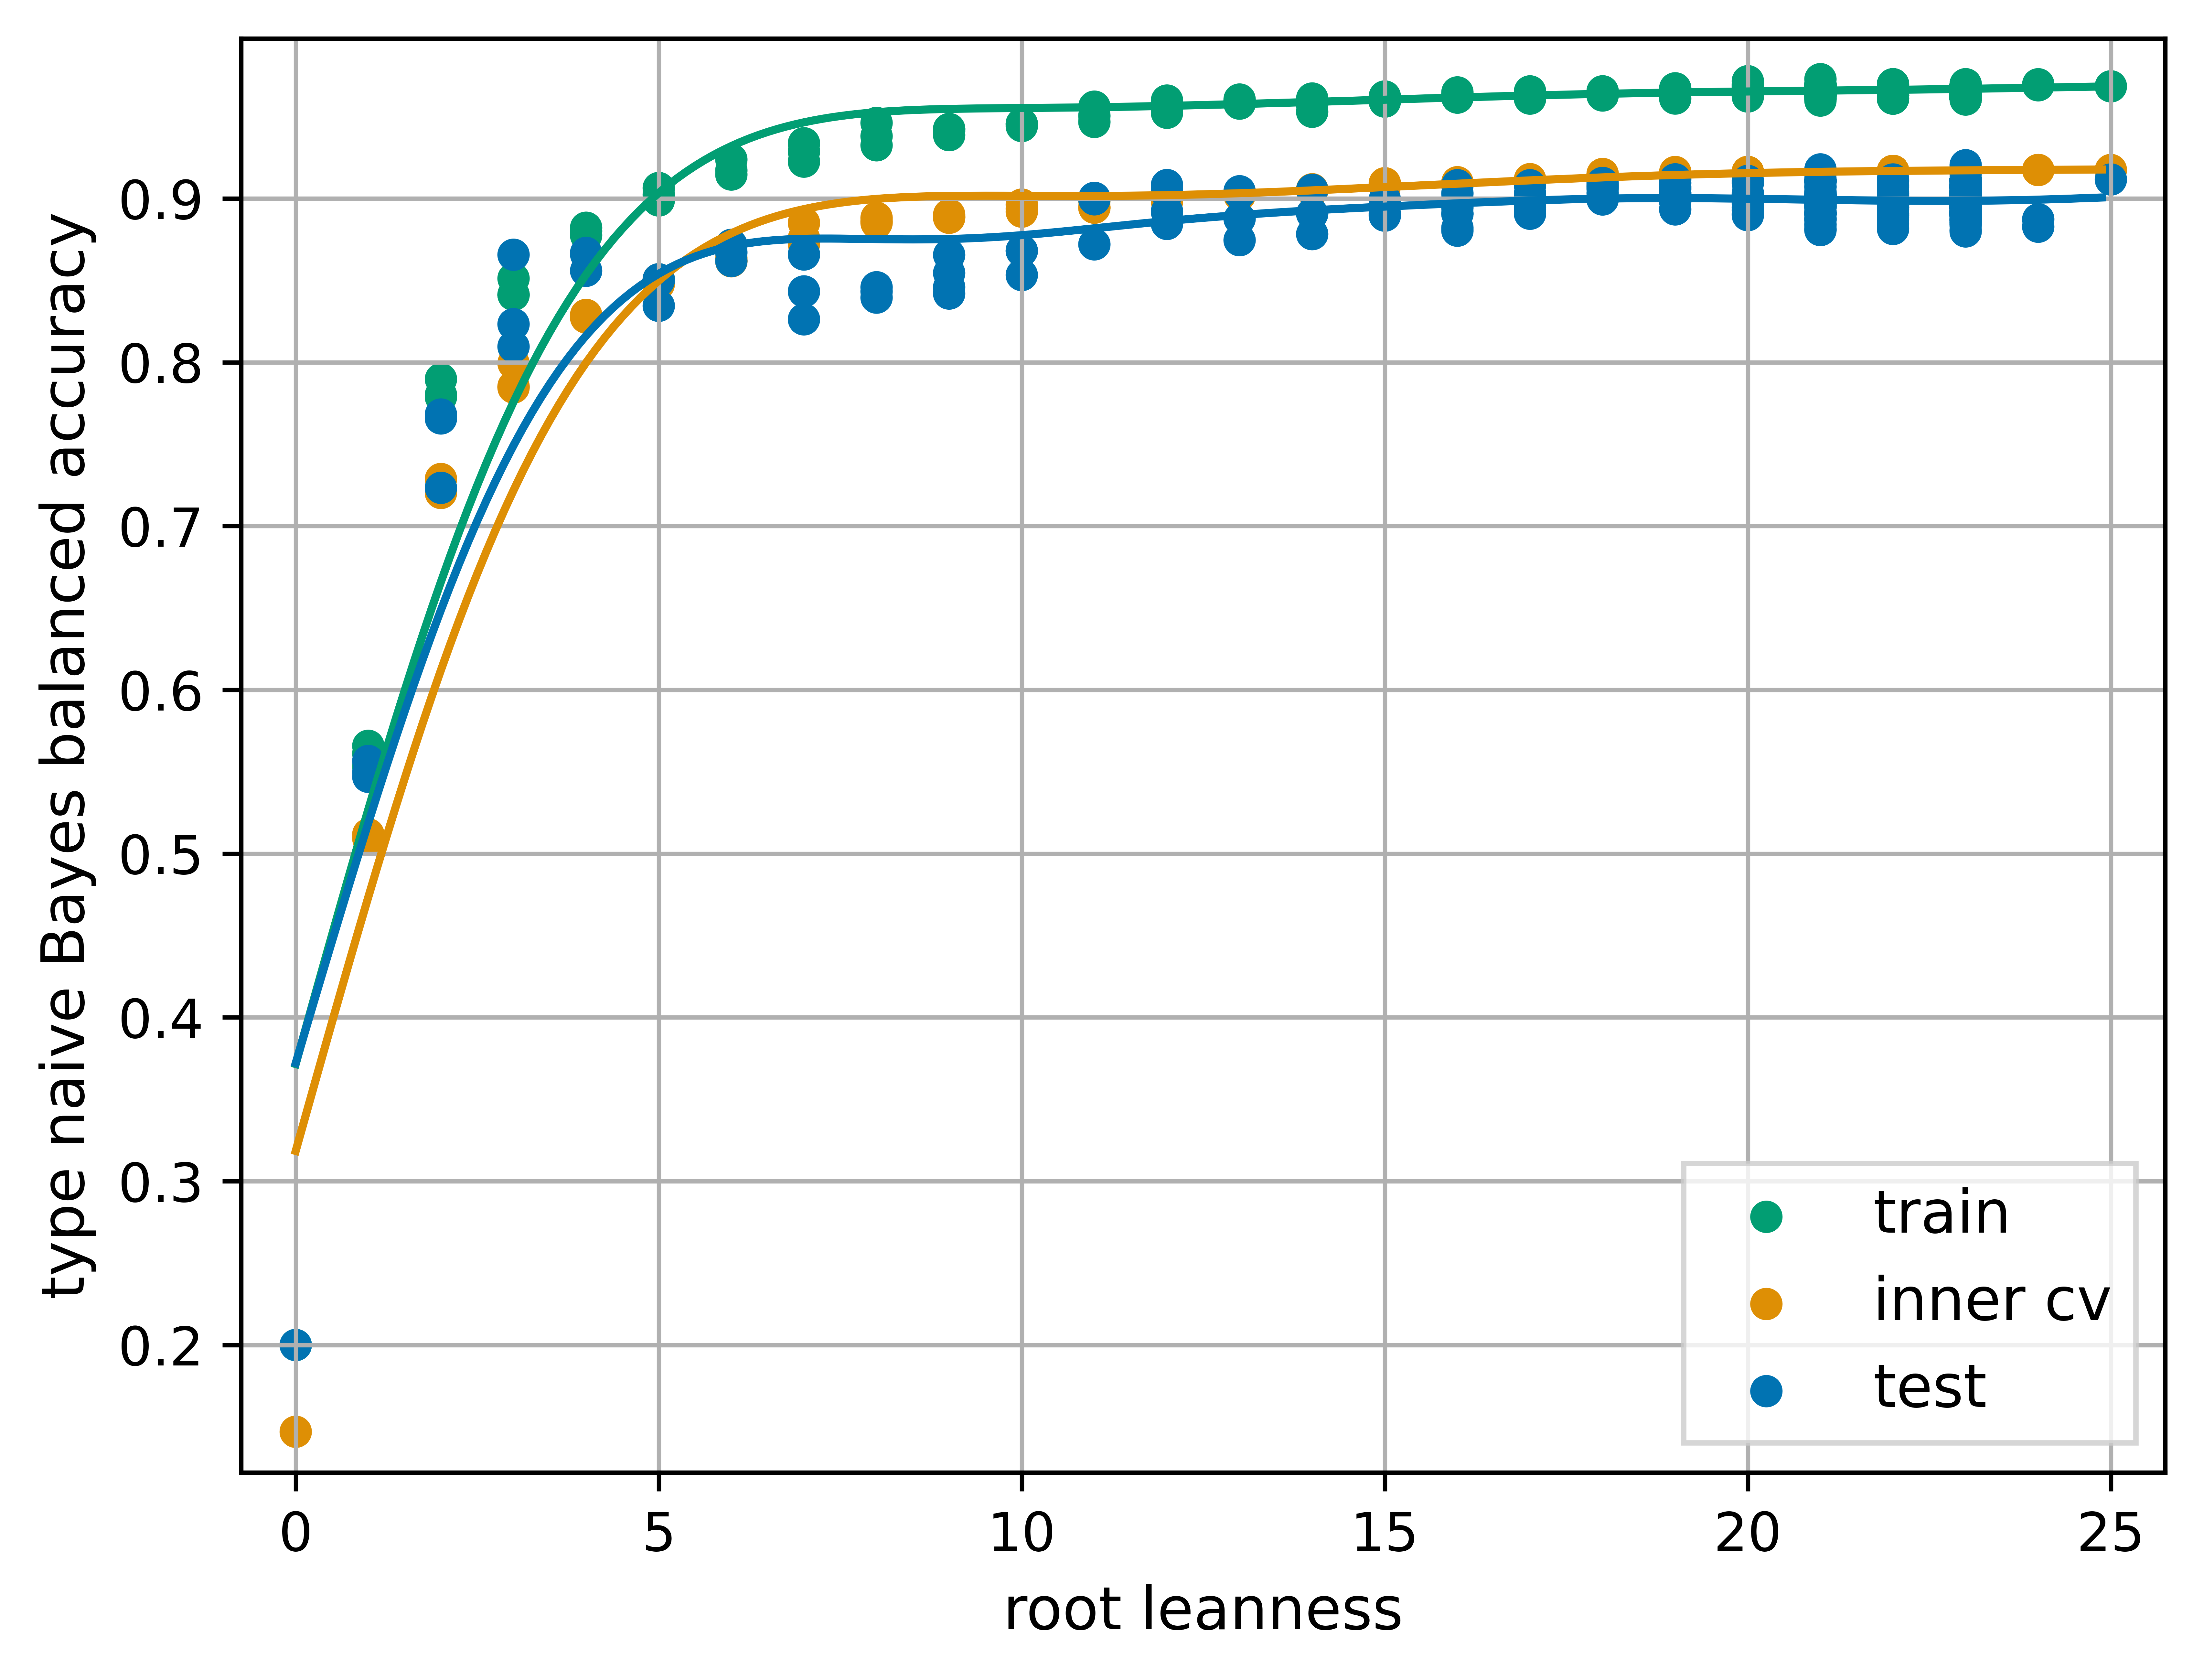 type naive Bayes balanced accuracy
0.9
0.8
0.7
0.6
0.5
0.4
0.3
0.2
train
inner cv
test
0 5 10 15 20 25
root leanness